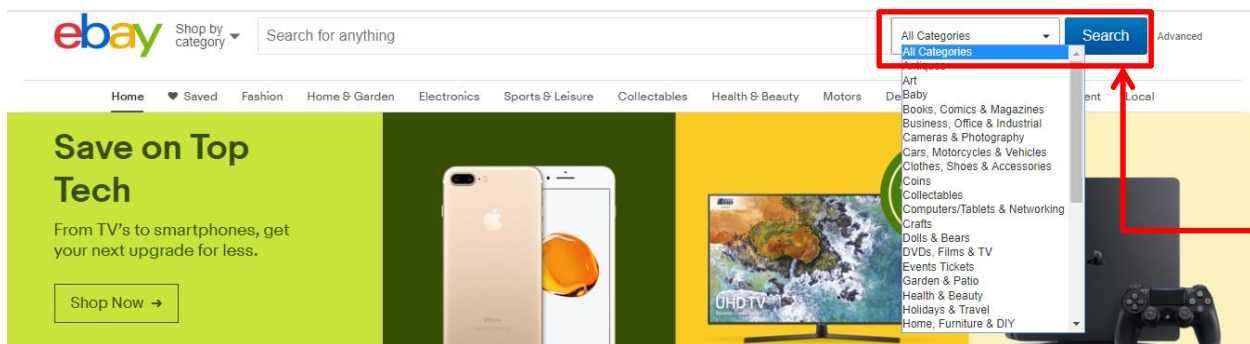 ebay
Shop by
category
Search for anything
All Categories
Search
Advanced
All Categories
Antiques
Art
Baby
Books, Comics & Magazines
Business, Office & Industrial
Cameras & Photography
Cars, Motorcycles & Vehicles
Clothes, Shoes & Accessories
Coins
Collectables
Computers/Tablets & Networking
Crafts
Dolls & Bears
DVDs, Films & TV
Events Tickets
Garden & Patio
Health & Beauty
Holidays & Travel
Home, Furniture & DIY
Home Saved Fashion Home & Garden Electronics Sports & Leisure Collectables Health & Beauty Motors Local
Save on Top
Tech
From TV's to smartphones, get
your next upgrade for less.
Shop Now →
iPhone
UHD TV